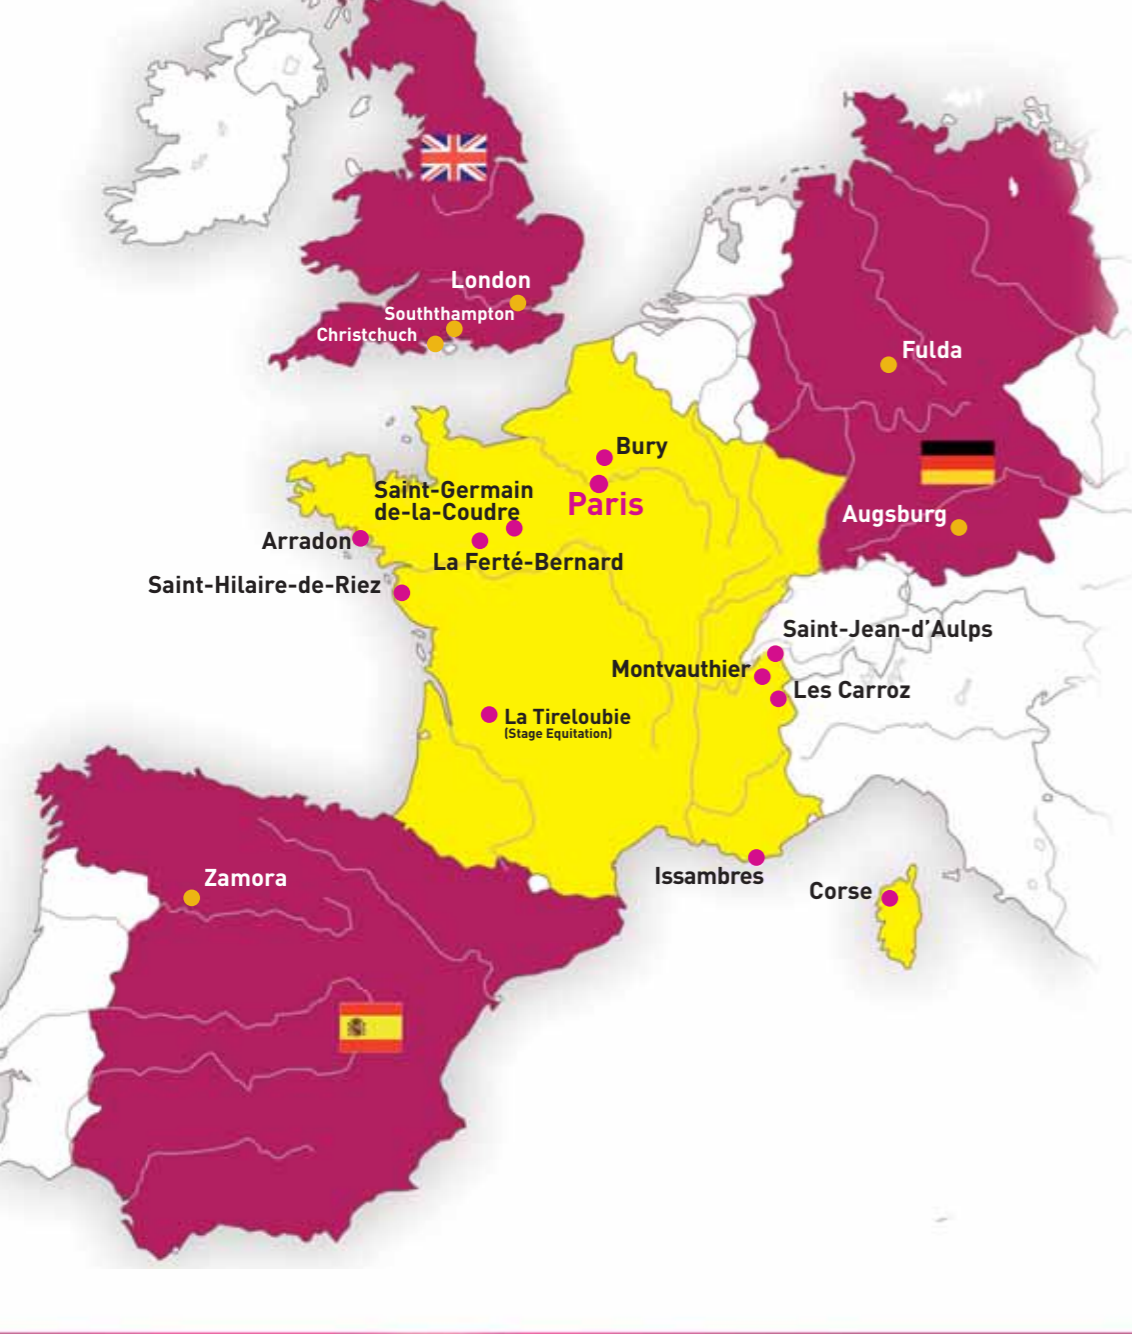 London
Souththampton
Christchuch
Fulda
Bury
Paris
Saint-Germain
de-la-Coudre
Augsburg
Arradon
La Ferté-Bernard
Saint-Hilaire-de-Riez
Saint-Jean-d'Aulps
Montvauthier
Les Carroz
La Tireloubie
(Stage Equitation)
Issambres
Zamora
Corse